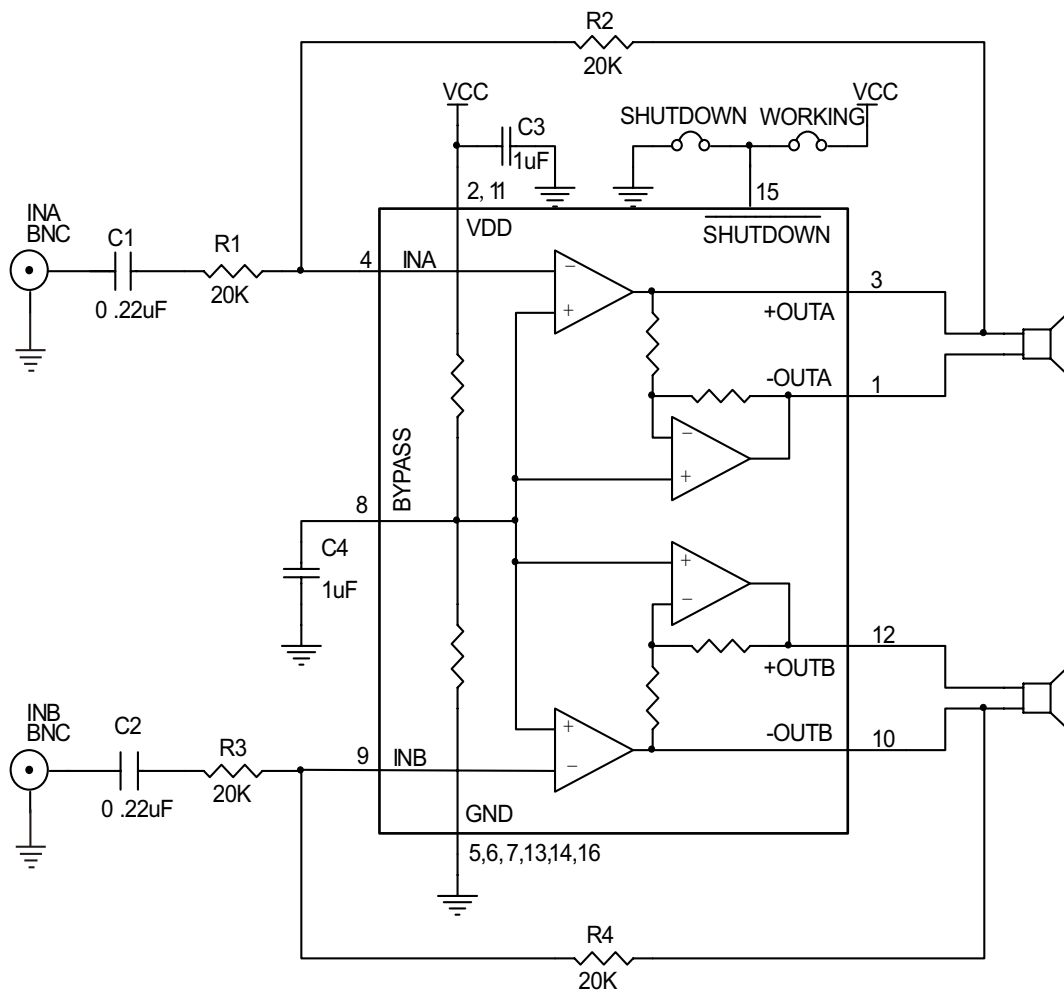 R2
20K
VCC
C3
1uF
SHUTDOWN
WORKING
VCC
2, 11
15
VDD
SHUTDOWN
INA
BNC
C1
0 .22uF
R1
20K
4
INA
−
+
3
+OUTA
-OUTA
1
−
+
BYPASS
8
C4
1uF
+
−
12
+OUTB
INB
BNC
C2
0 .22uF
R3
20K
9
INB
+
−
-OUTB
10
GND
5,6,7,13,14,16
R4
20K